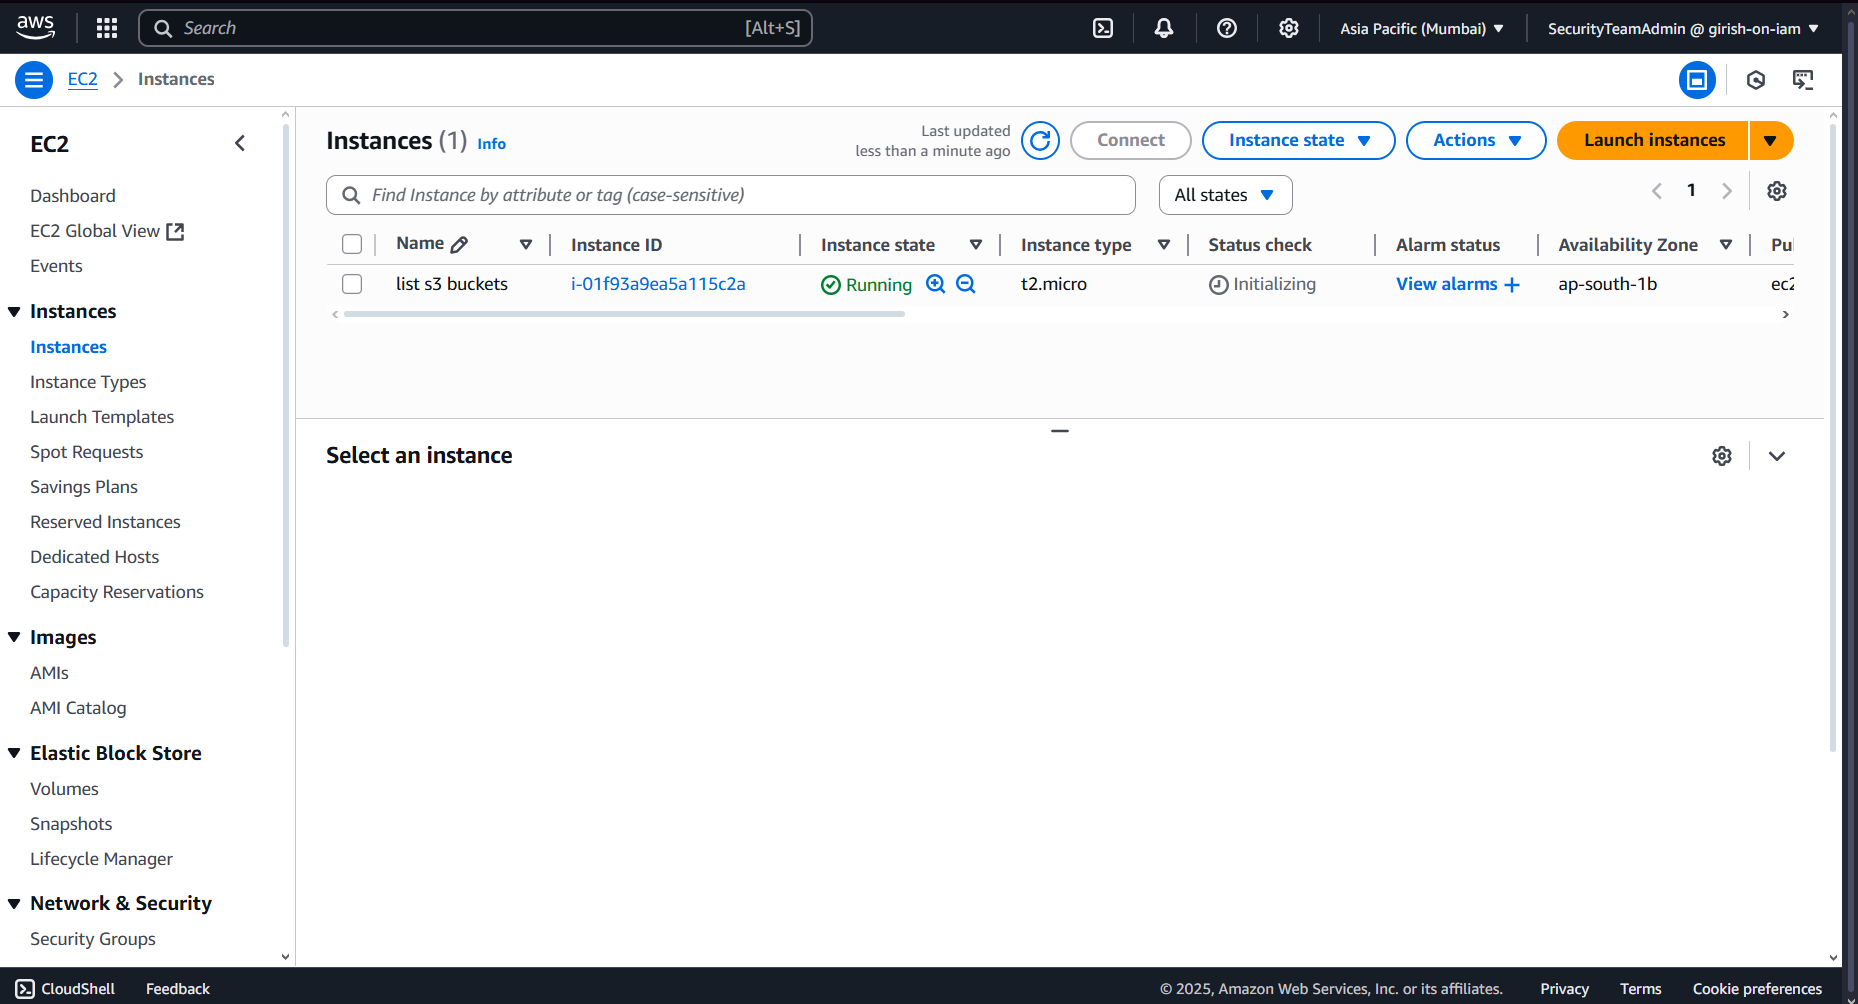 aws
Search [Alt+S]
Asia Pacific (Mumbai)
SecurityTeamAdmin @ girish-on-iam
EC2 Instances
EC2
Dashboard
EC2 Global View
Events
Instances
Instances
Instance Types
Launch Templates
Spot Requests
Savings Plans
Reserved Instances
Dedicated Hosts
Capacity Reservations
Images
AMIs
AMI Catalog
Elastic Block Store
Volumes
Snapshots
Lifecycle Manager
Network & Security
Security Groups
Instances (1) Info
Last updated
less than a minute ago
Connect
Instance state
Actions
Launch instances
Find Instance by attribute or tag (case-sensitive)
All states
1
Name Instance ID Instance state Instance type Status check Alarm status Availability Zone Pu
list s3 buckets i-01f93a9ea5a115c2a Running t2.micro Initializing View alarms + ap-south-1b ec2
Select an instance
CloudShell Feedback © 2025, Amazon Web Services, Inc. or its affiliates. Privacy Terms Cookie preferences